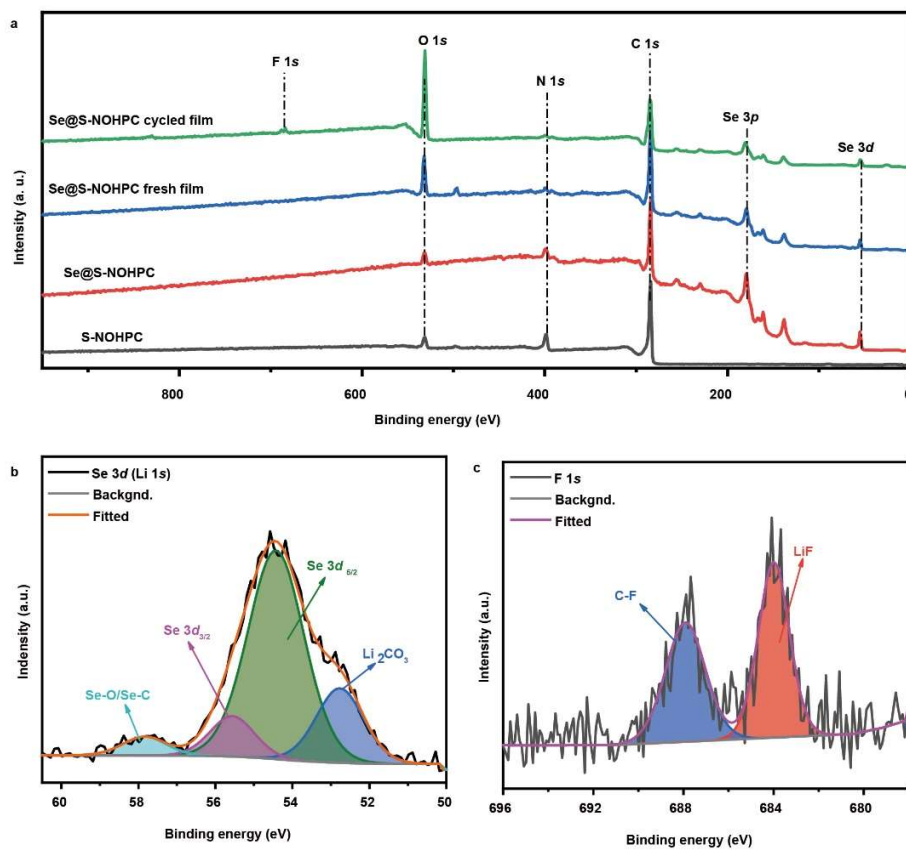 a
F 1s
O 1s
N 1s
C 1s
Se 3p
Se 3d
Se@S-NOHPC cycled film
Se@S-NOHPC fresh film
Se@S-NOHPC
S-NOHPC
Intensity (a. u.)
800
600
400
200
Binding energy (eV)
b
Se 3d (Li 1s)
Backgnd.
Fitted
Se 3d 6/2
Se 3d3/2
Se-O/Se-C
Li 2CO3
Indensity (a.u.)
60
58
56
54
52
50
Binding energy (eV)
c
F 1s
Backgnd.
Fitted
LiF
C-F
Intensity (a.u.)
696
692
688
684
680
Binding energy (eV)